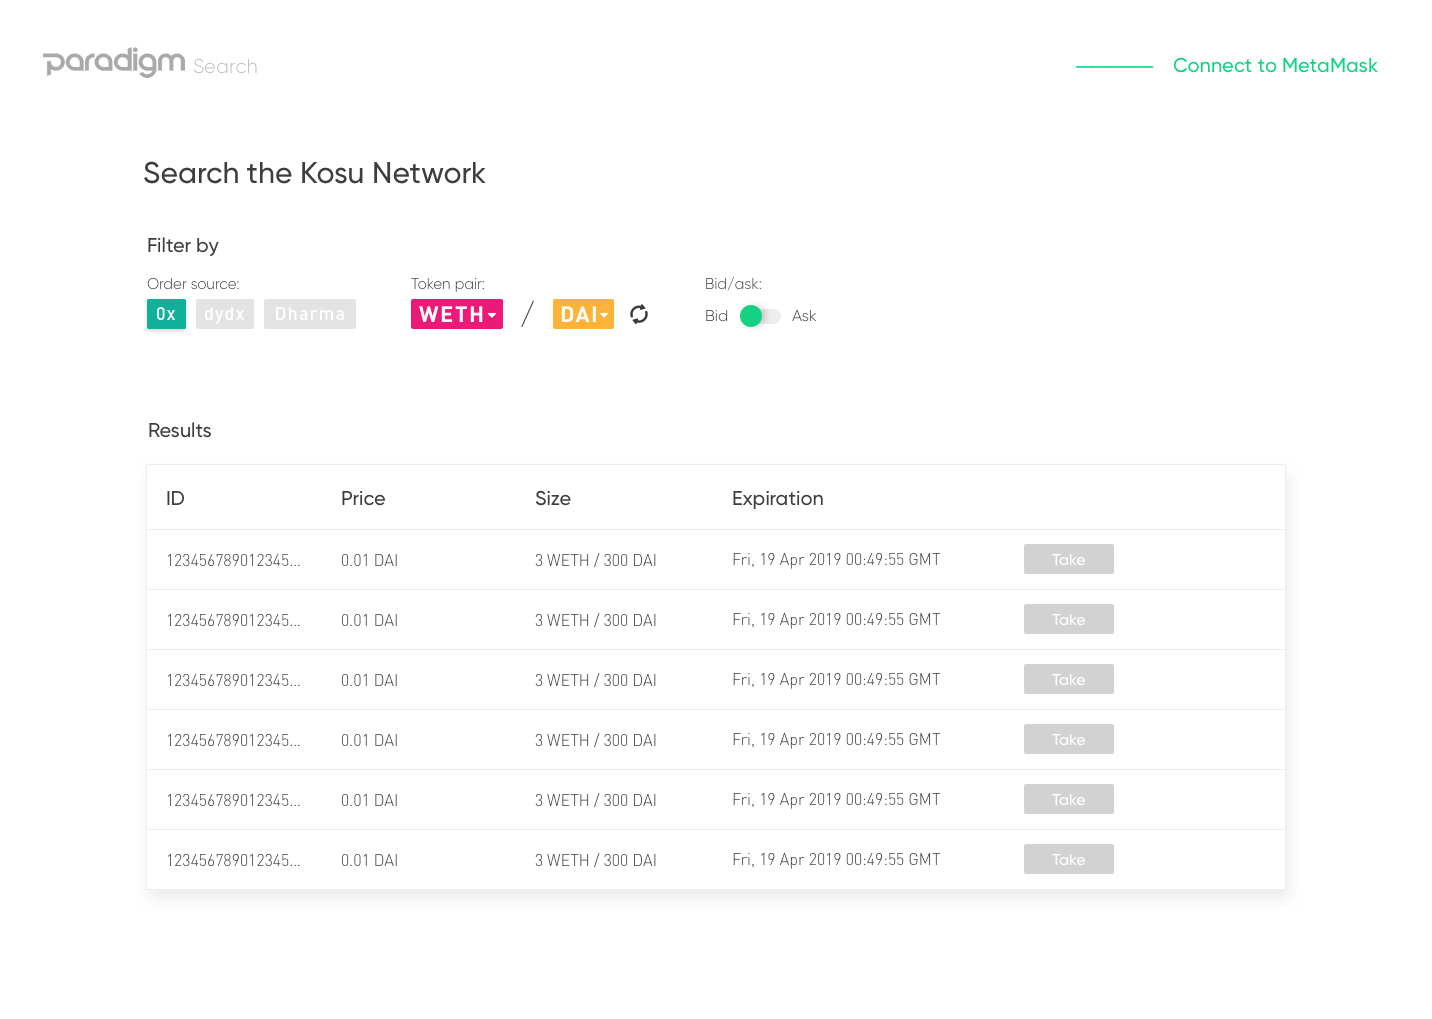 paradigm Search
Connect to MetaMask
Search the Kosu Network
Filter by
Order source: Token pair: Bid/ask:
0x dydx Dharma WETH / DAI Bid Ask
Results
ID Price Size Expiration
123456789012345... 0.01 DAI 3 WETH / 300 DAI Fri, 19 Apr 2019 00:49:55 GMT Take
123456789012345... 0.01 DAI 3 WETH / 300 DAI Fri, 19 Apr 2019 00:49:55 GMT Take
123456789012345... 0.01 DAI 3 WETH / 300 DAI Fri, 19 Apr 2019 00:49:55 GMT Take
123456789012345... 0.01 DAI 3 WETH / 300 DAI Fri, 19 Apr 2019 00:49:55 GMT Take
123456789012345... 0.01 DAI 3 WETH / 300 DAI Fri, 19 Apr 2019 00:49:55 GMT Take
123456789012345... 0.01 DAI 3 WETH / 300 DAI Fri, 19 Apr 2019 00:49:55 GMT Take